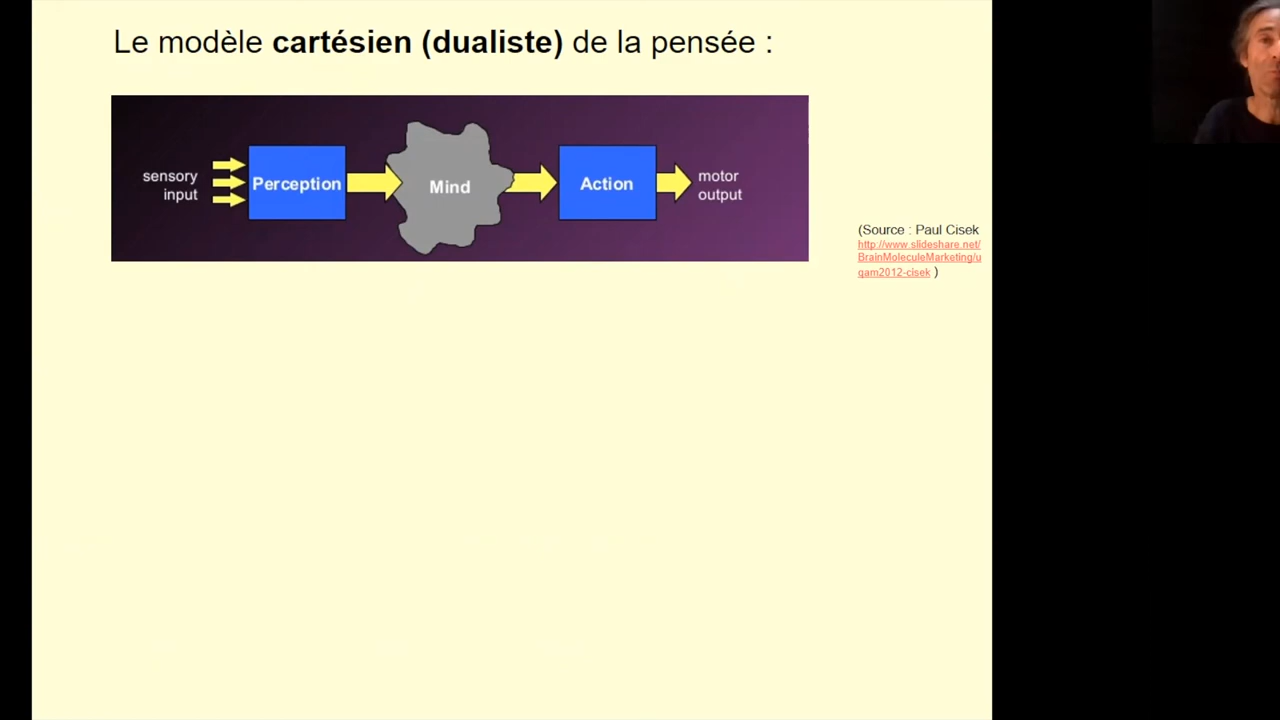 Le modèle cartésien (dualiste) de la pensée :
sensory
input
Perception
Mind
Action
motor
output
(Source : Paul Cisek
http://www.slideshare.net/
BrainMoleculeMarketing/u
qam2012-cisek )